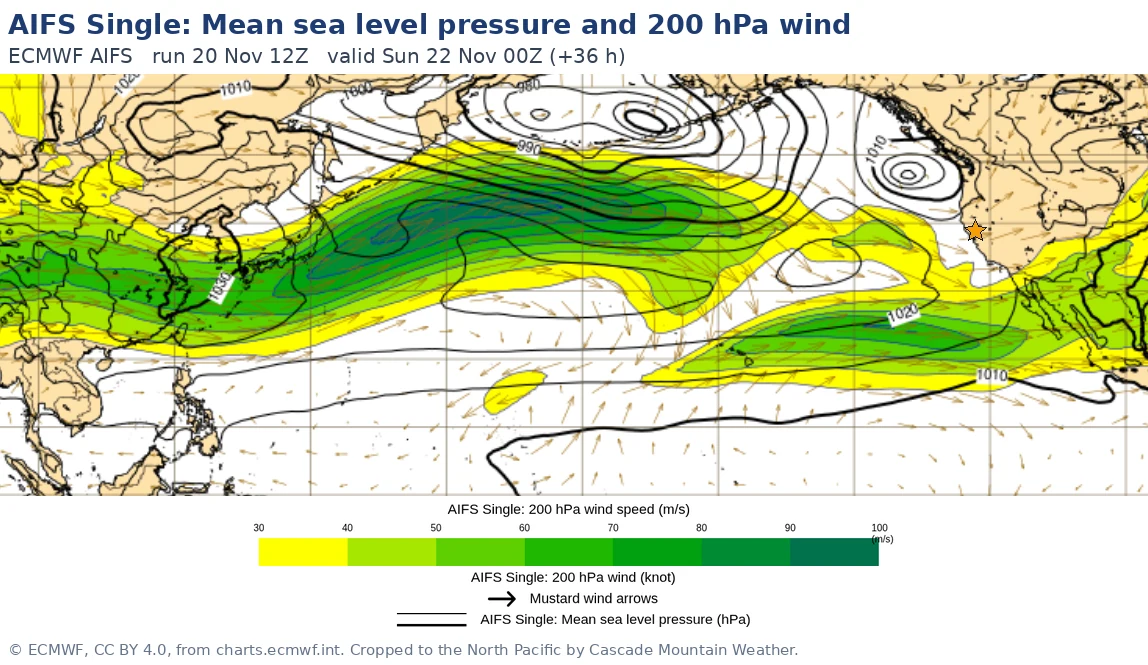 AIFS Single: Mean sea level pressure and 200 hPa wind
ECMWF AIFS run 20 Nov 12Z valid Sun 22 Nov 00Z (+36 h)
1020
1010
1000
980
990
1010
1030
1020
1010
AIFS Single: 200 hPa wind speed (m/s)
30 40 50 60 70 80 90 100
(m/s)
AIFS Single: 200 hPa wind (knot)
Mustard wind arrows
AIFS Single: Mean sea level pressure (hPa)
© ECMWF, CC BY 4.0, from charts.ecmwf.int. Cropped to the North Pacific by Cascade Mountain Weather.